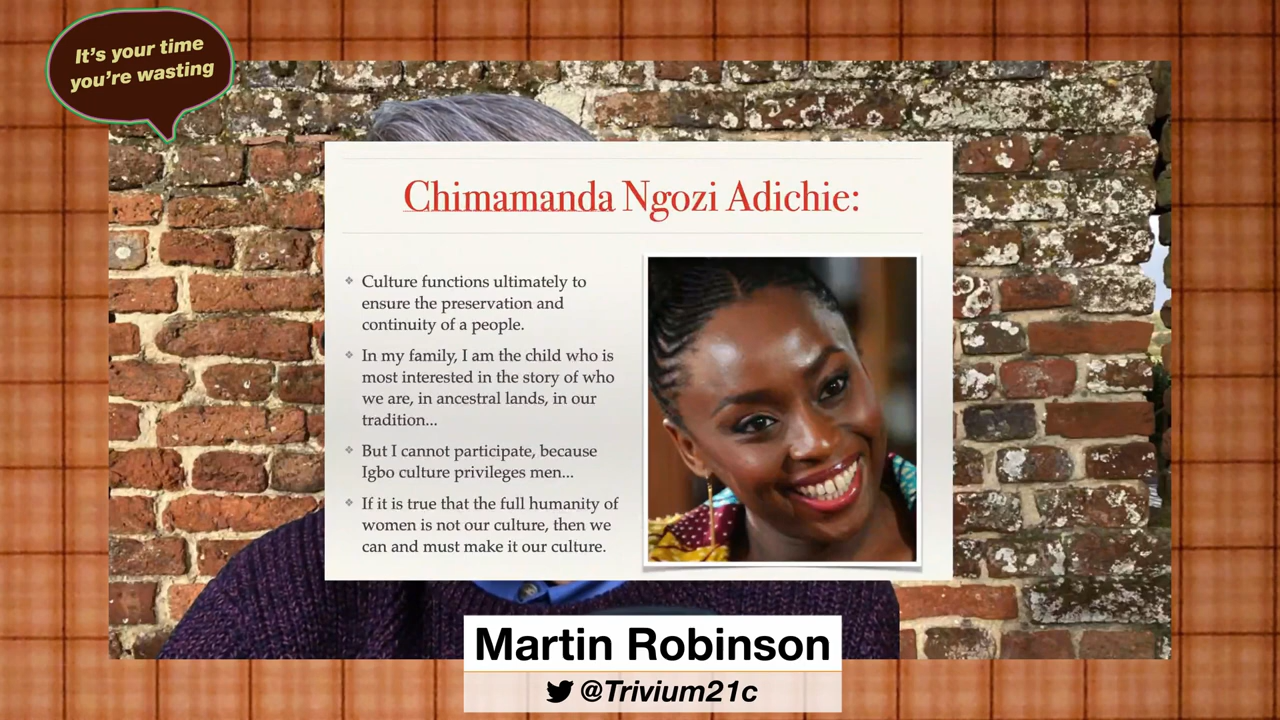 It's your time
you're wasting
Chimamanda Ngozi Adichie:
Culture functions ultimately to
ensure the preservation and
continuity of a people.
In my family, I am the child who is
most interested in the story of who
we are, in ancestral lands, in our
tradition...
But I cannot participate, because
Igbo culture privileges men...
If it is true that the full humanity of
women is not our culture, then we
can and must make it our culture.
Martin Robinson
@Trivium21c